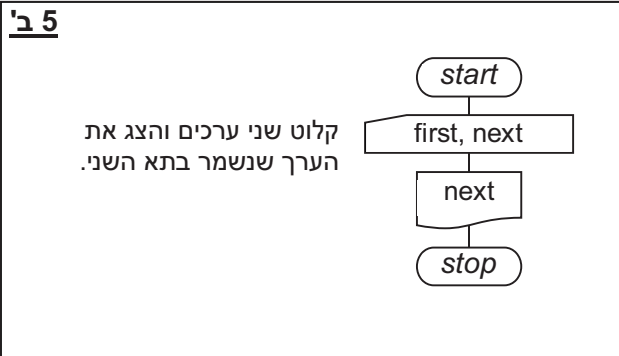 5 ב'
start
קלוט שני ערכים והצג את
first, next
הערך שנשמר בתא השני.
next
stop